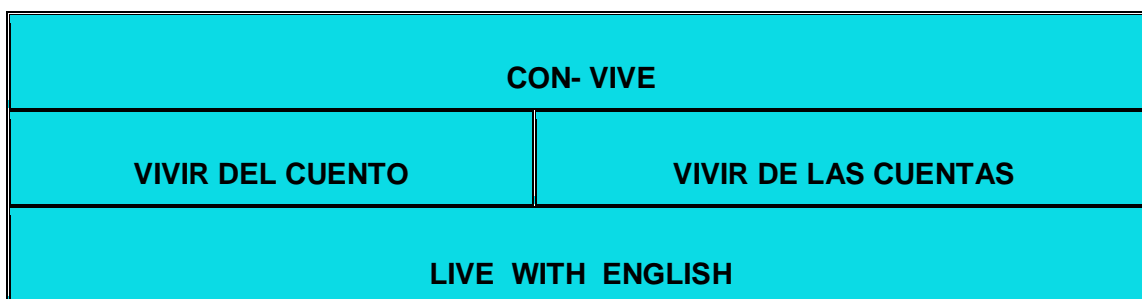 CON- VIVE
VIVIR DEL CUENTO
VIVIR DE LAS CUENTAS
LIVE WITH ENGLISH